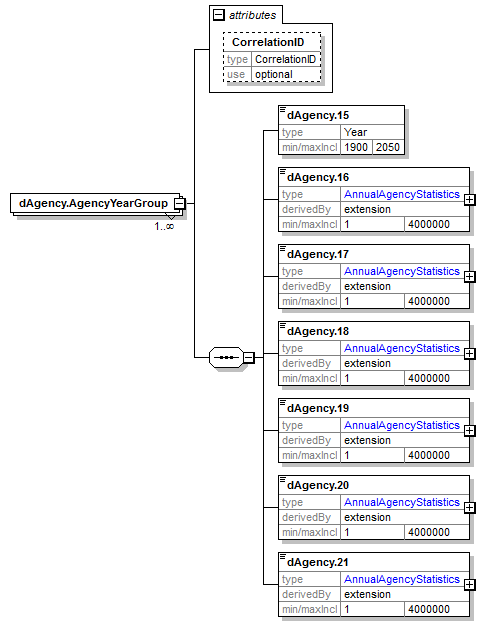 attributes
CorrelationID
type CorrelationID
use optional
dAgency.AgencyYearGroup
1..∞
dAgency.15
type Year
min/maxIncl 1900 2050
dAgency.16
type AnnualAgencyStatistics
derivedBy extension
min/maxIncl 1 4000000
dAgency.17
type AnnualAgencyStatistics
derivedBy extension
min/maxIncl 1 4000000
dAgency.18
type AnnualAgencyStatistics
derivedBy extension
min/maxIncl 1 4000000
dAgency.19
type AnnualAgencyStatistics
derivedBy extension
min/maxIncl 1 4000000
dAgency.20
type AnnualAgencyStatistics
derivedBy extension
min/maxIncl 1 4000000
dAgency.21
type AnnualAgencyStatistics
derivedBy extension
min/maxIncl 1 4000000